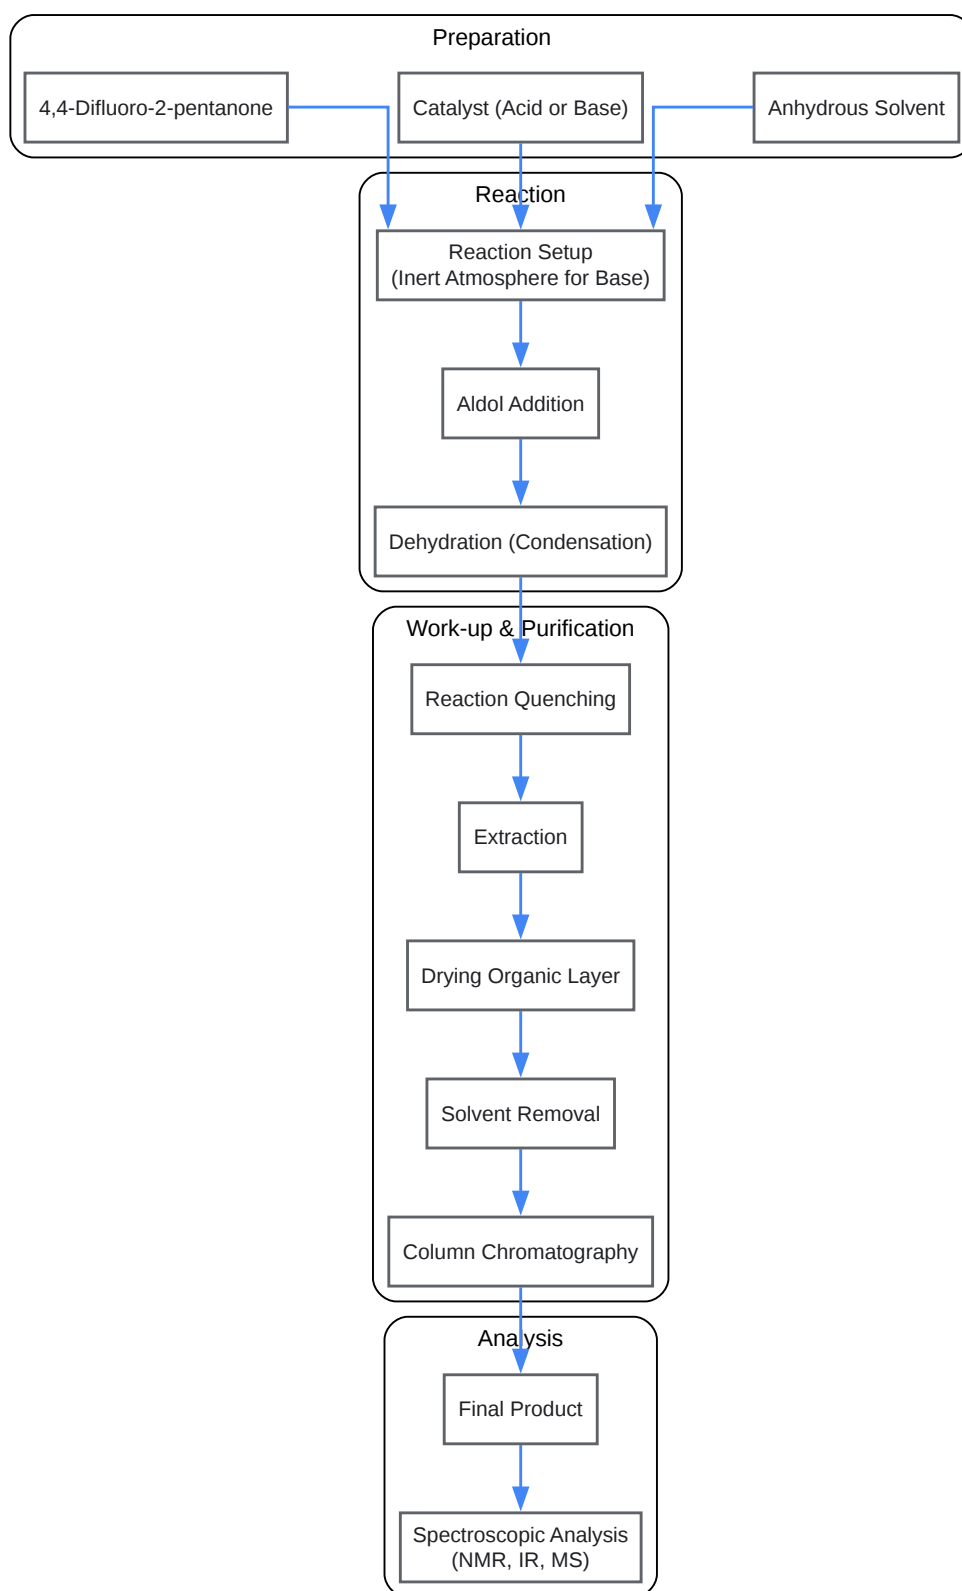 Preparation
4,4-Difluoro-2-pentanone
Catalyst (Acid or Base)
Anhydrous Solvent
Reaction
Reaction Setup
(Inert Atmosphere for Base)
Aldol Addition
Dehydration (Condensation)
Work-up & Purification
Reaction Quenching
Extraction
Drying Organic Layer
Solvent Removal
Column Chromatography
Analysis
Final Product
Spectroscopic Analysis
(NMR, IR, MS)